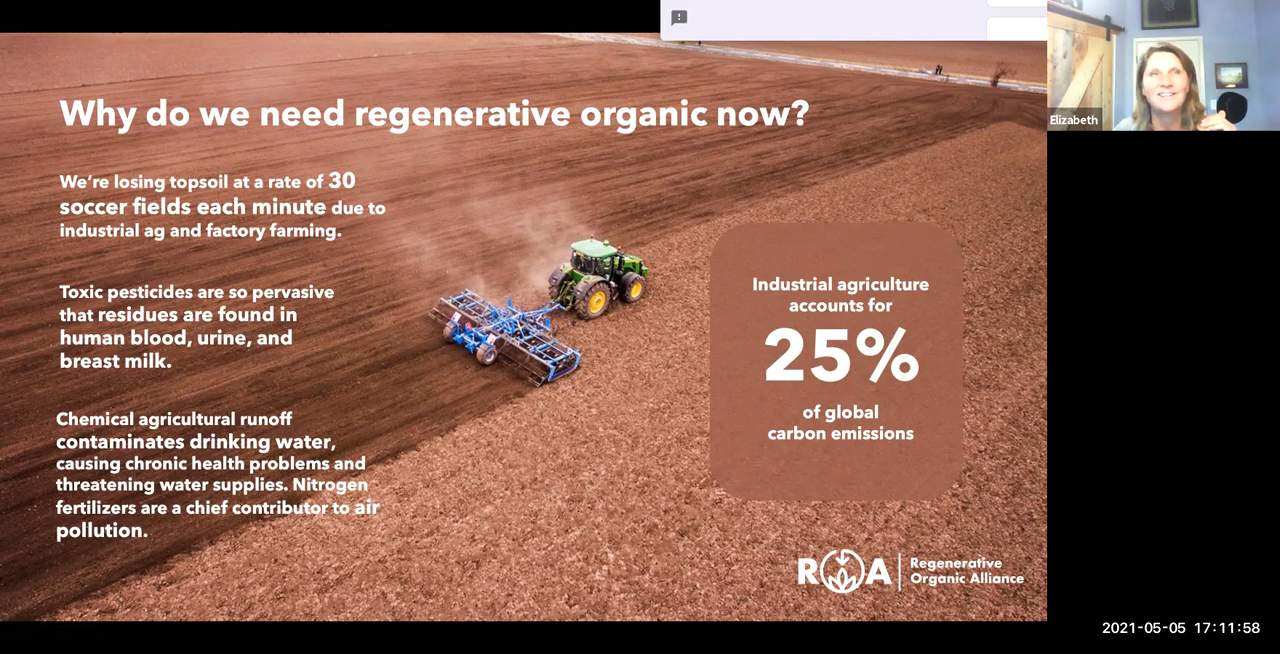 Why do we need regenerative organic now?
We're losing topsoil at a rate of 30
soccer fields each minute due to
industrial ag and factory farming.
Toxic pesticides are so pervasive
that residues are found in
human blood, urine, and
breast milk.
Chemical agricultural runoff
contaminates drinking water,
causing chronic health problems and
threatening water supplies. Nitrogen
fertilizers are a chief contributor to air
pollution.
Industrial agriculture
accounts for
25%
of global
carbon emissions
ROA
Regenerative
Organic Alliance
Elizabeth
2021-05-05 17:11:58